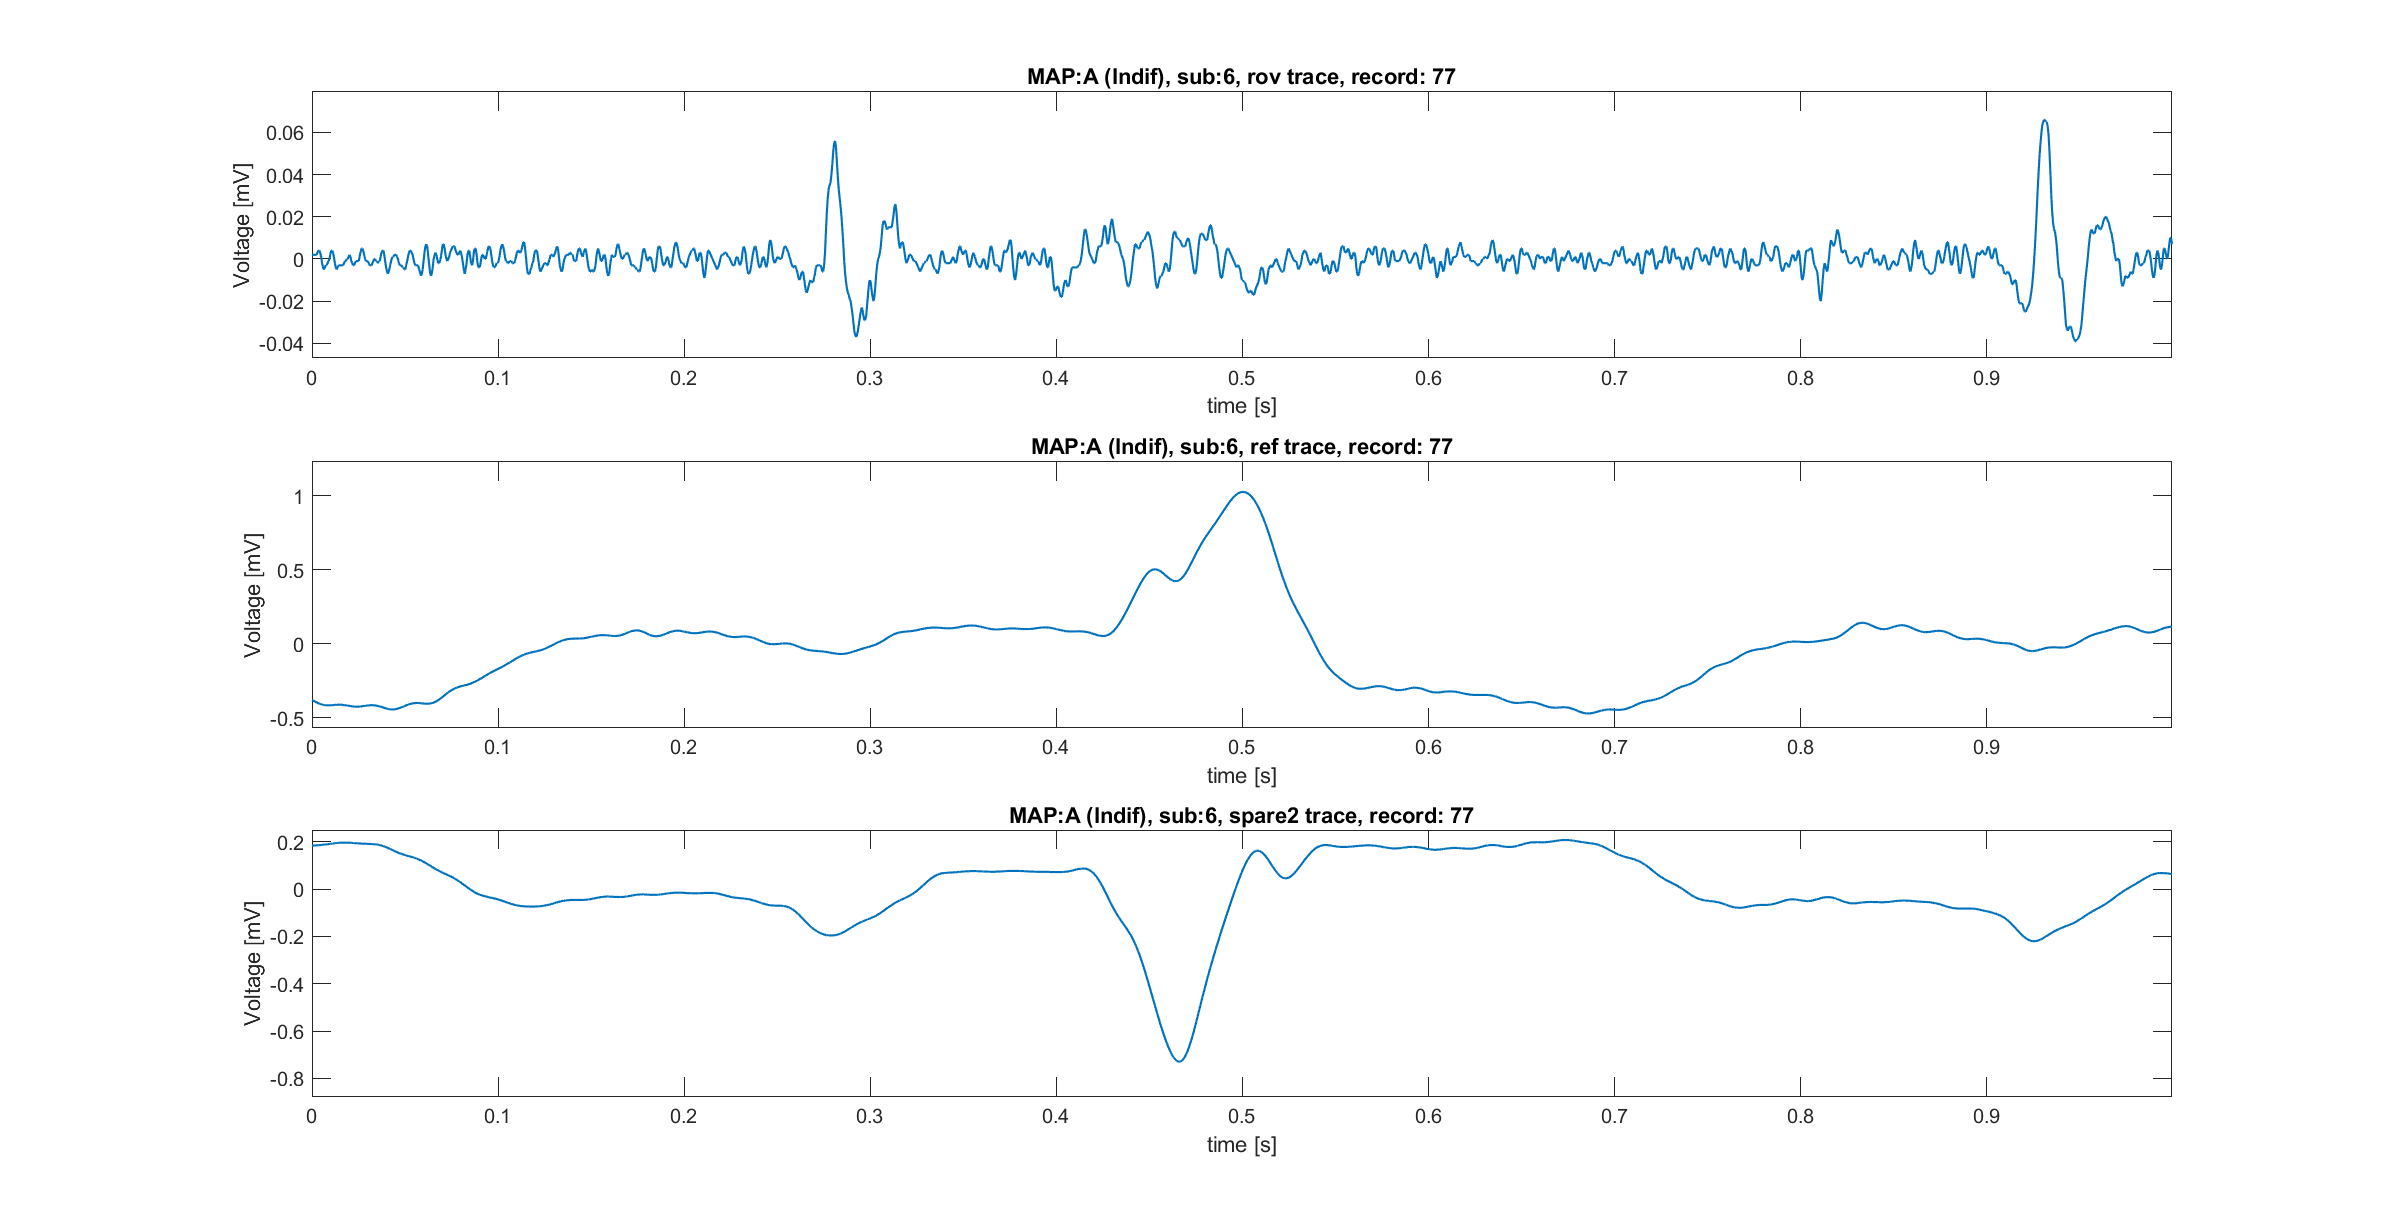 MAP:A (Indif), sub:6, rov trace, record: 77
Voltage [mV]
0.06
0.04
0.02
0
-0.02
-0.04
0 0.1 0.2 0.3 0.4 0.5 0.6 0.7 0.8 0.9
time [s]
MAP:A (Indif), sub:6, ref trace, record: 77
Voltage [mV]
1
0.5
0
-0.5
0 0.1 0.2 0.3 0.4 0.5 0.6 0.7 0.8 0.9
time [s]
MAP:A (Indif), sub:6, spare2 trace, record: 77
Voltage [mV]
0.2
0
-0.2
-0.4
-0.6
-0.8
0 0.1 0.2 0.3 0.4 0.5 0.6 0.7 0.8 0.9
time [s]